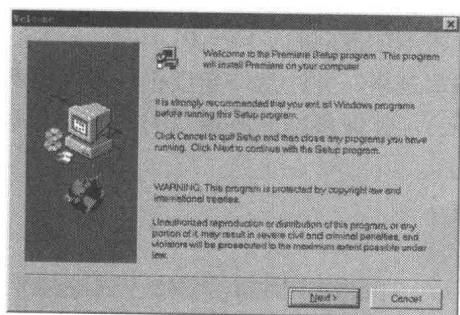 Welcome
Welcome to the Premiere Setup program. This program
will install Premiere on your computer.
It is strongly recommended that you exit all Windows programs
before running this Setup program.
Click Cancel to quit Setup and then close any programs you have
running. Click Next to continue with the Setup program.
WARNING: This program is protected by copyright law and
international treaties.
Unauthorized reproduction or distribution of this program, or any
portion of it, may result in severe civil and criminal penalties, and
violators will be prosecuted to the maximum extent possible under
law.
Next >
Cancel